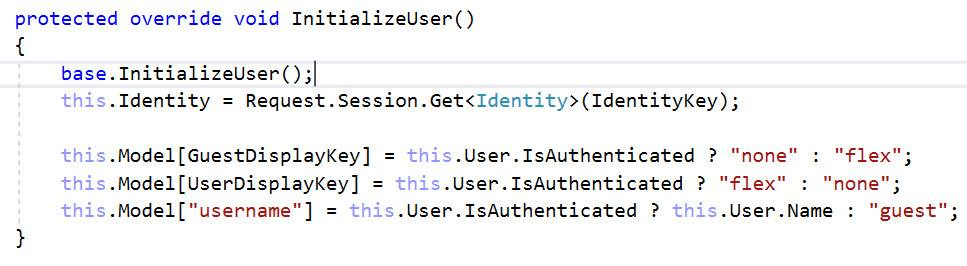 protected override void InitializeUser()
{
base.InitializeUser();
this.Identity = Request.Session.Get<Identity>(IdentityKey);
this.Model[GuestDisplayKey] = this.User.IsAuthenticated ? "none" : "flex";
this.Model[UserDisplayKey] = this.User.IsAuthenticated ? "flex" : "none";
this.Model["username"] = this.User.IsAuthenticated ? this.User.Name : "guest";
}